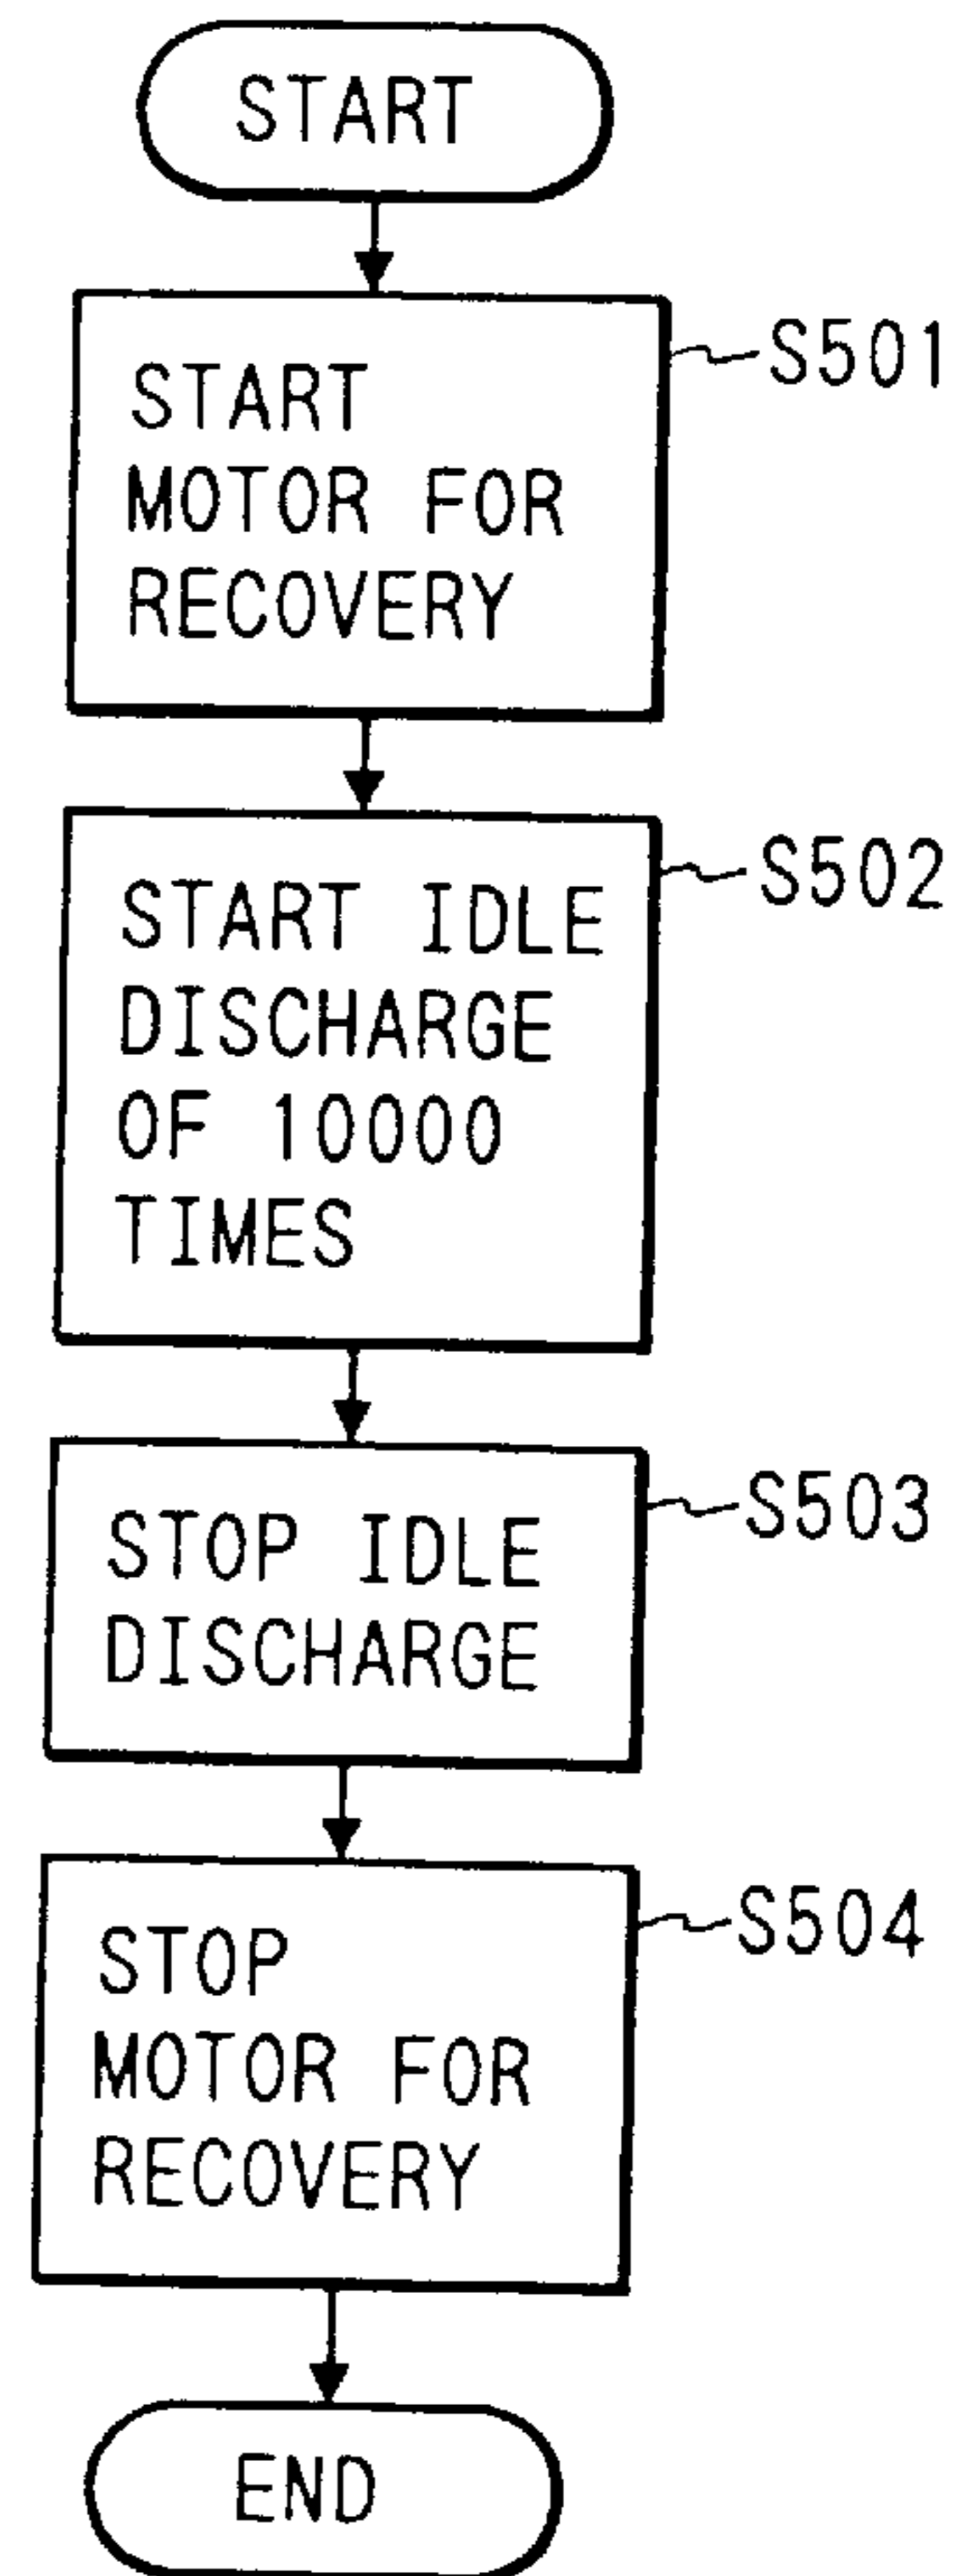 START
START
MOTOR FOR
RECOVERY
S501
START IDLE
DISCHARGE
OF 10000
TIMES
S502
STOP IDLE
DISCHARGE
S503
STOP
MOTOR FOR
RECOVERY
S504
END